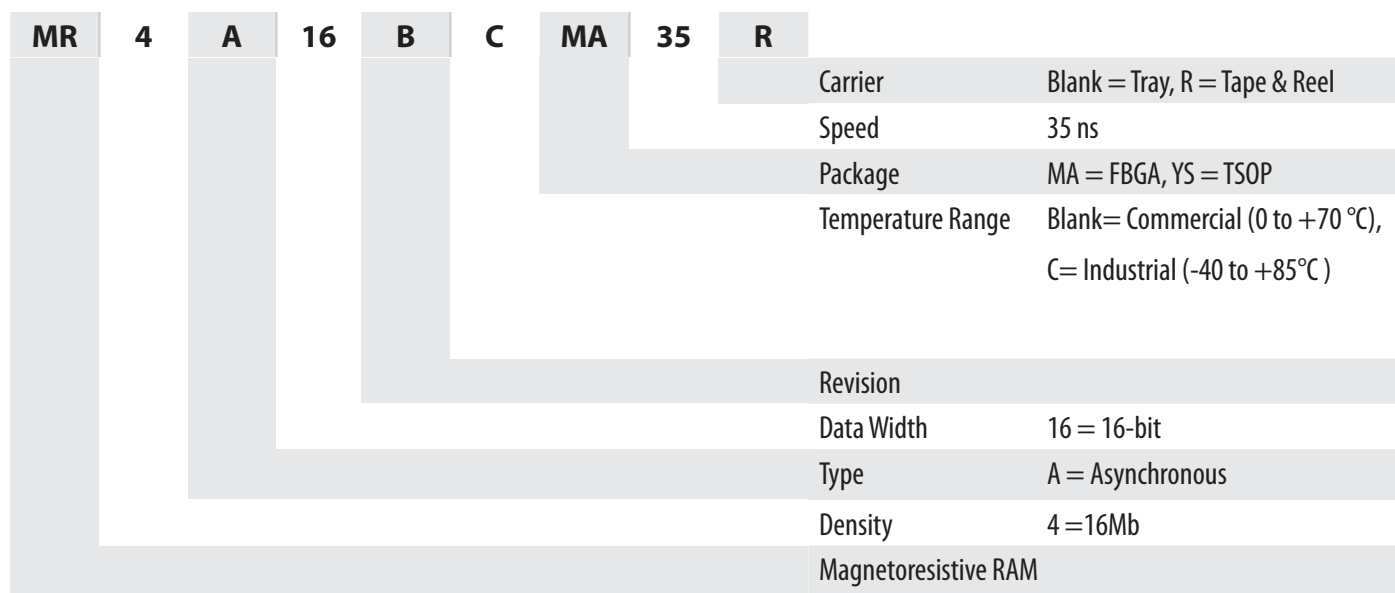 MR 4 A 16 B C MA 35 R
Carrier Blank = Tray, R = Tape & Reel
Speed 35 ns
Package MA = FBGA, YS = TSOP
Temperature Range Blank= Commercial (0 to +70 °C),
C= Industrial (-40 to +85°C )
Revision
Data Width 16 = 16-bit
Type A = Asynchronous
Density 4 =16Mb
Magnetoresistive RAM